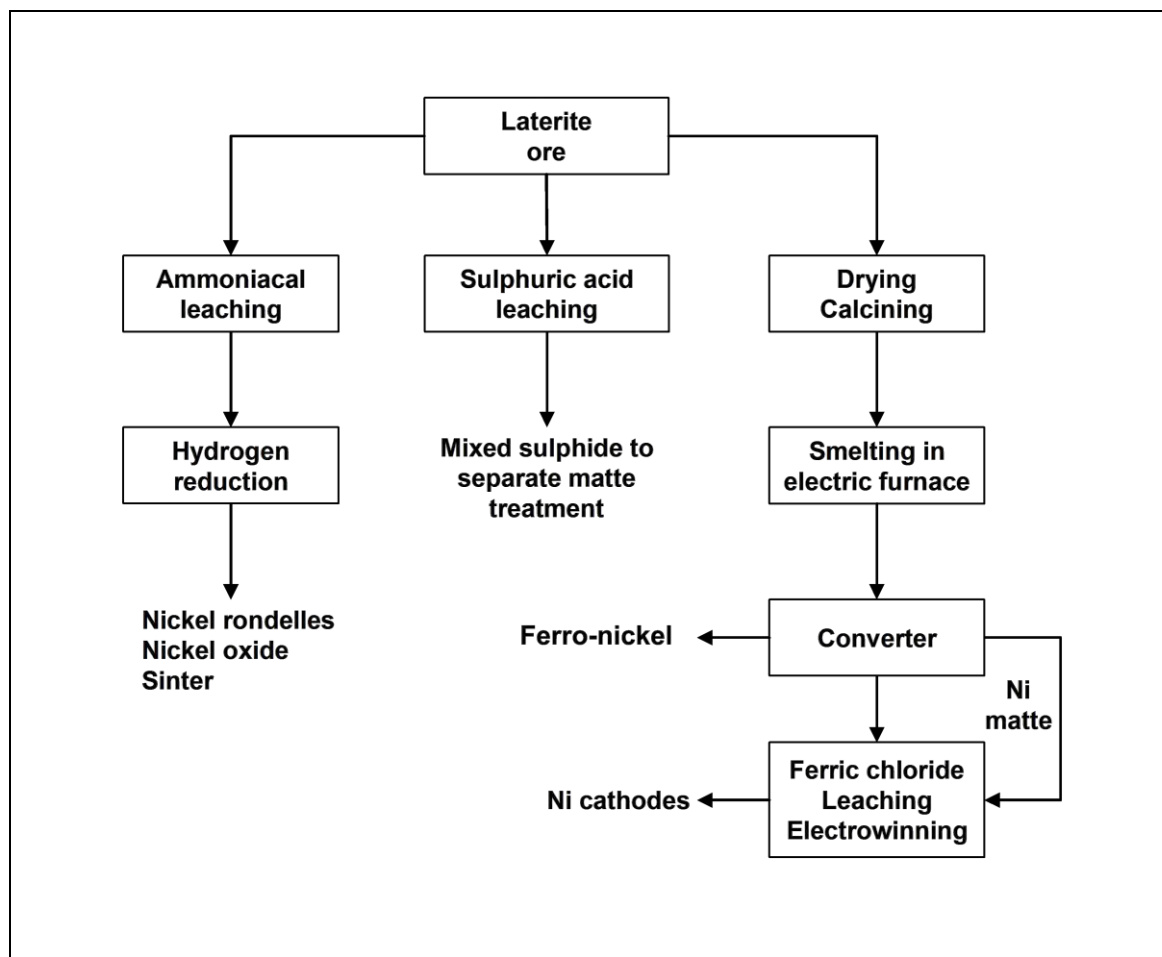 Laterite
ore
Ammoniacal
leaching
Sulphuric acid
leaching
Drying
Calcining
Hydrogen
reduction
Mixed sulphide to
separate matte
treatment
Smelting in
electric furnace
Nickel rondelles
Nickel oxide
Sinter
Ferro-nickel
Converter
Ni
matte
Ni cathodes
Ferric chloride
Leaching
Electrowinning